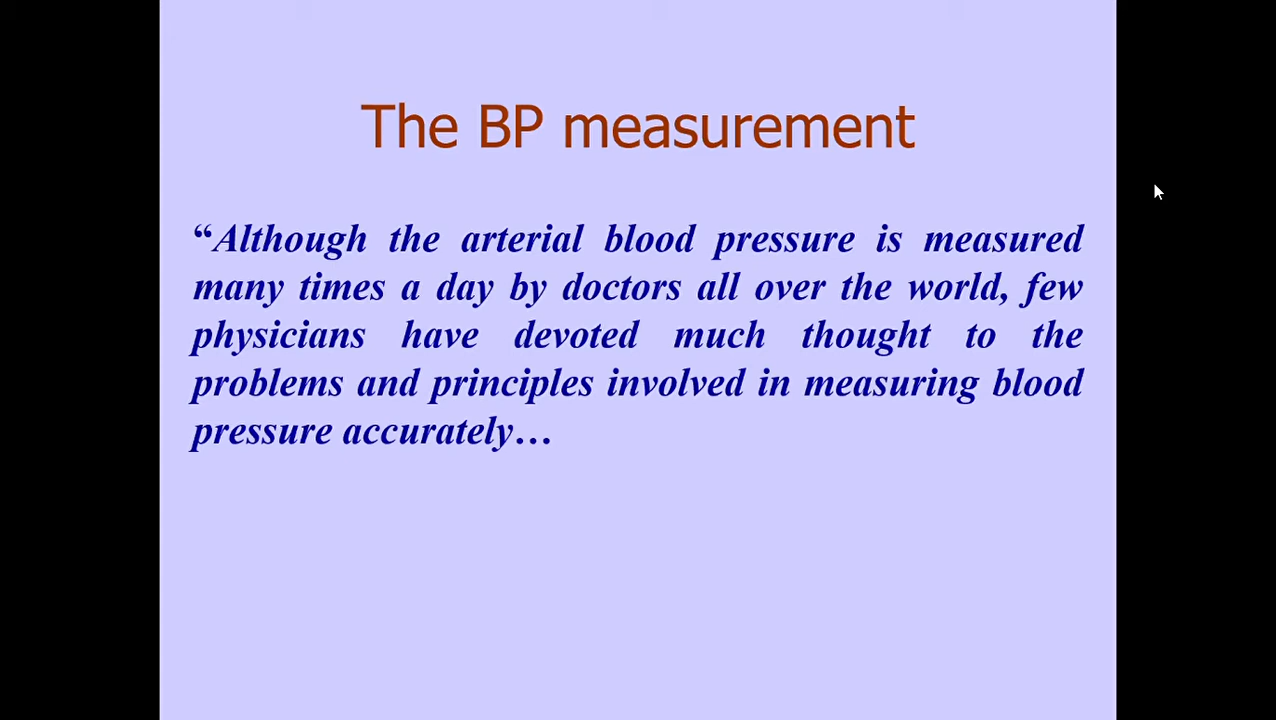 The BP measurement
“Although the arterial blood pressure is measured
many times a day by doctors all over the world, few
physicians have devoted much thought to the
problems and principles involved in measuring blood
pressure accurately…